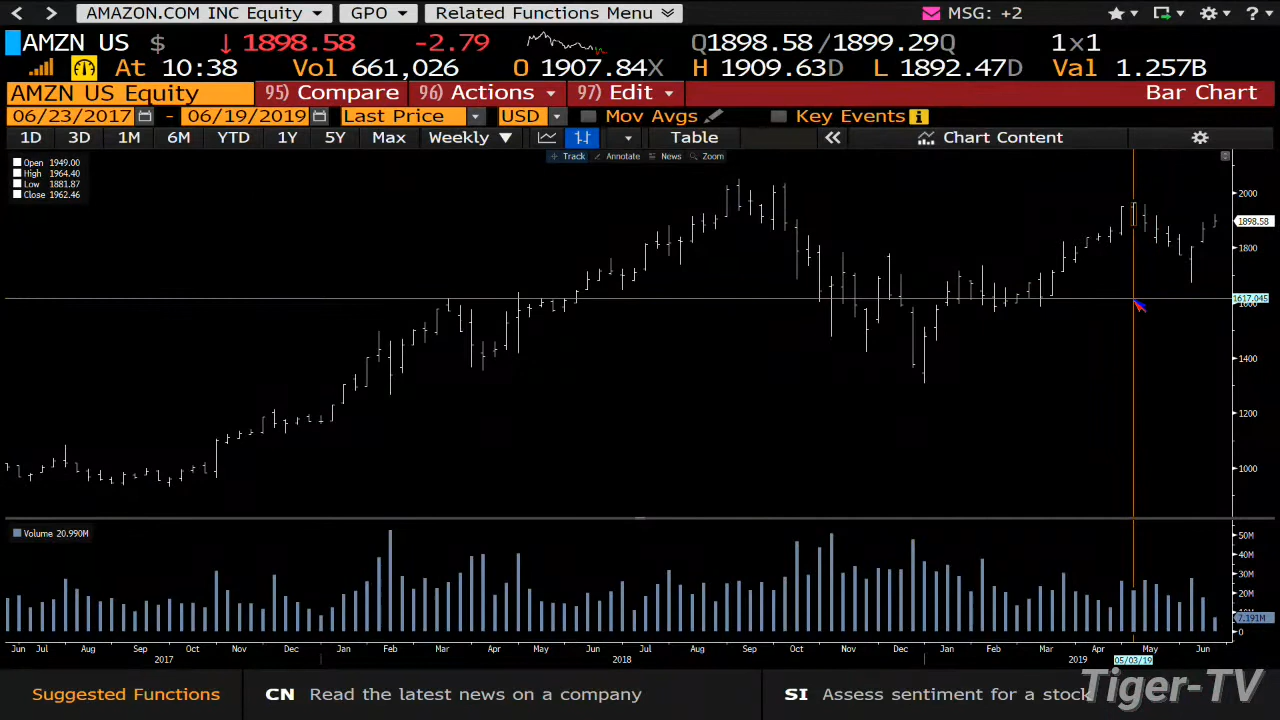 AMAZON.COM INC Equity GPO Related Functions Menu MSG: +2 ?
AMZN US $ ↓ 1898.58 -2.79 Q1898.58 /1899.29Q 1x1
At 10:38 Vol 661,026 O 1907.84X H 1909.63D L 1892.47D Val 1.257B
AMZN US Equity 95) Compare 96) Actions 97) Edit Bar Chart
06/23/2017 - 06/19/2019 Last Price USD Mov Avgs Key Events i
1D 3D 1M 6M YTD 1Y 5Y Max Weekly ▼ Table « Chart Content
Track Annotate News Zoom
Open 1949.00
High 1964.40
Low 1881.87
Close 1962.46
2000
1898.58
1800
1617.045
1600
1400
1200
1000
Volume 20.990M
50M
40M
30M
20M
10M
7.191M
0
Jun Jul Aug Sep Oct Nov Dec Jan Feb Mar Apr May Jun Jul Aug Sep Oct Nov Dec Jan Feb Mar Apr May Jun
2017 2018 2019 05/03/19
Suggested Functions CN Read the latest news on a company SI Assess sentiment for a stock
Tiger-TV